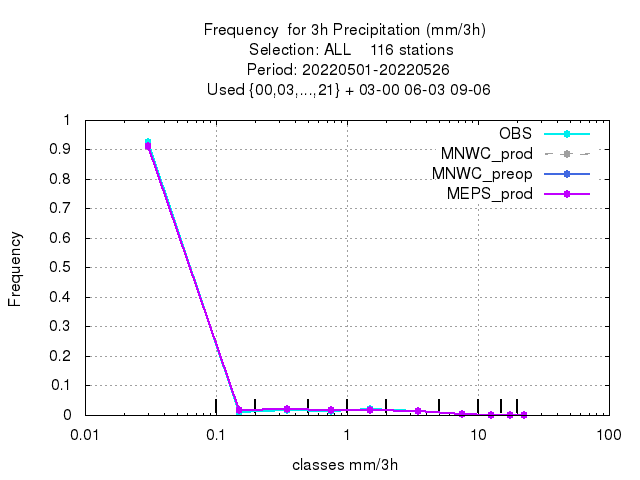 Frequency  for 3h Precipitation (mm/3h)
Selection: ALL    116 stations
Period: 20220501-20220526
Used {00,03,...,21} + 03-00 06-03 09-06
OBS
MNWC_prod
MNWC_preop
MEPS_prod
1
0.9
0.8
0.7
0.6
0.5
0.4
0.3
0.2
0.1
0
Frequency
0.01
0.1
1
10
100
classes mm/3h